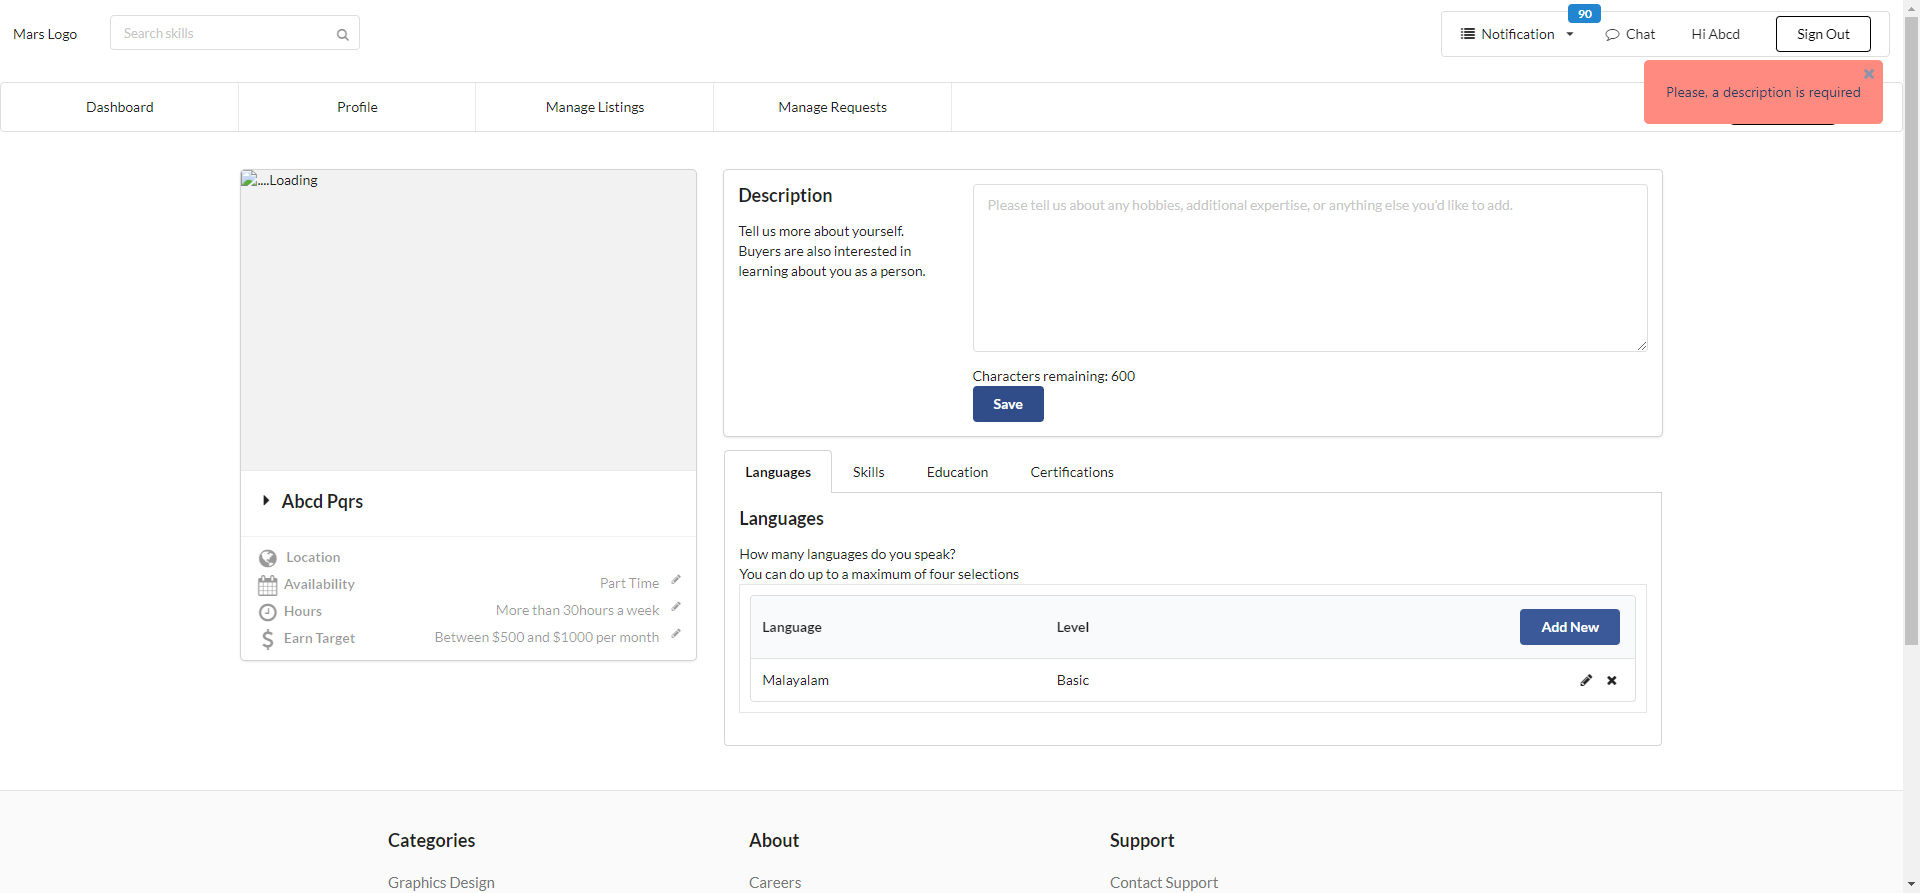 Mars Logo
Search skills
90
Notification
Chat
Hi Abcd
Sign Out
Please, a description is required
Dashboard
Profile
Manage Listings
Manage Requests
....Loading
Description
Tell us more about yourself.
Buyers are also interested in
learning about you as a person.
Please tell us about any hobbies, additional expertise, or anything else you'd like to add.
Characters remaining: 600
Save
Abcd Pqrs
Location
Availability
Part Time
Hours
More than 30hours a week
Earn Target
Between $500 and $1000 per month
Languages
Skills
Education
Certifications
Languages
How many languages do you speak?
You can do up to a maximum of four selections
Language
Level
Add New
Malayalam
Basic
Categories
About
Support
Graphics Design
Careers
Contact Support